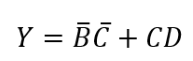 Y = B̄C̄ + CD